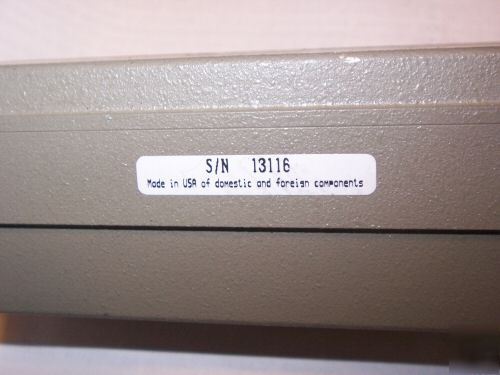 S/N 13116
Made in USA of domestic and foreign components